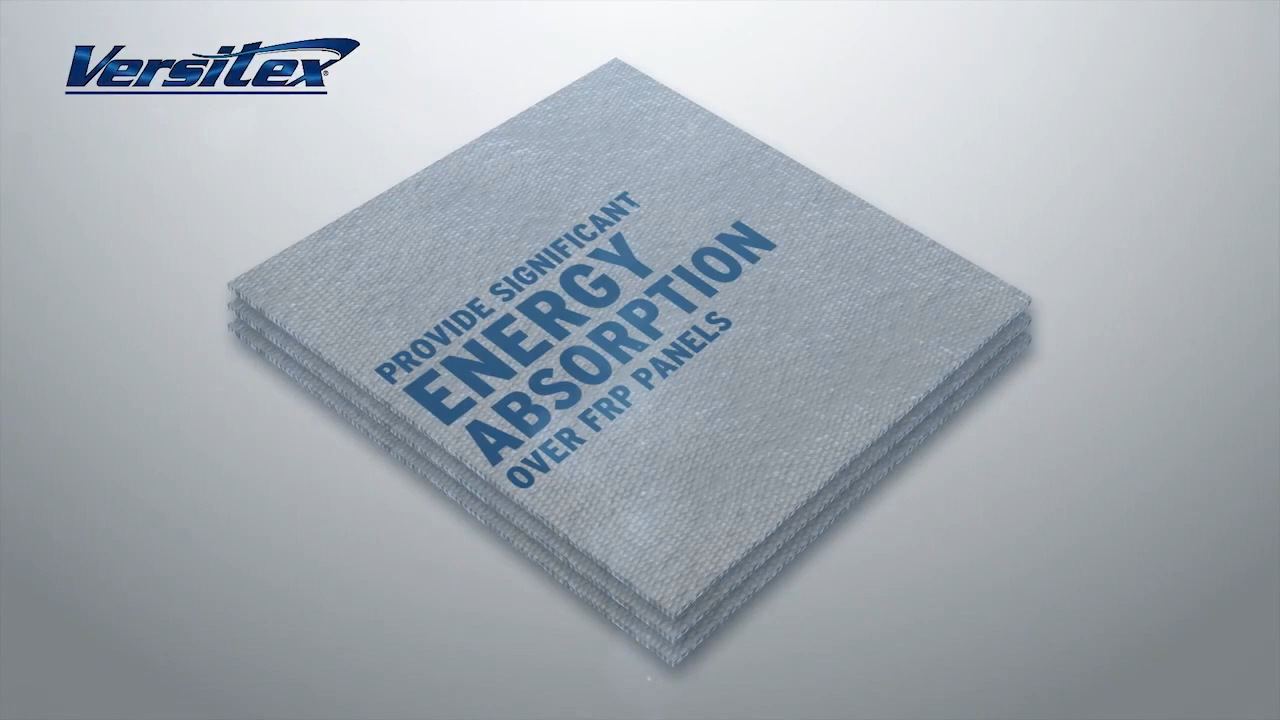 Versitex®
PROVIDE SIGNIFICANT
ENERGY
ABSORPTION
OVER FRP PANELS